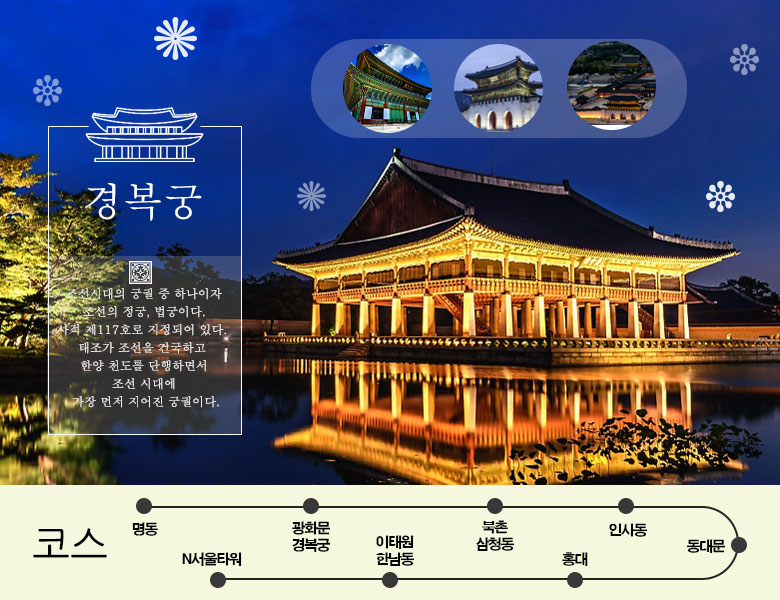 경복궁
조선시대의 궁궐 중 하나이자
조선의 정궁, 법궁이다.
사적 제117호로 지정되어 있다.
태조가 조선을 건국하고
한양 천도를 단행하면서
조선 시대에
가장 먼저 지어진 궁궐이다.
코스
명동
광화문
경복궁
북촌
삼청동
인사동
동대문
홍대
이태원
한남동
N서울타워